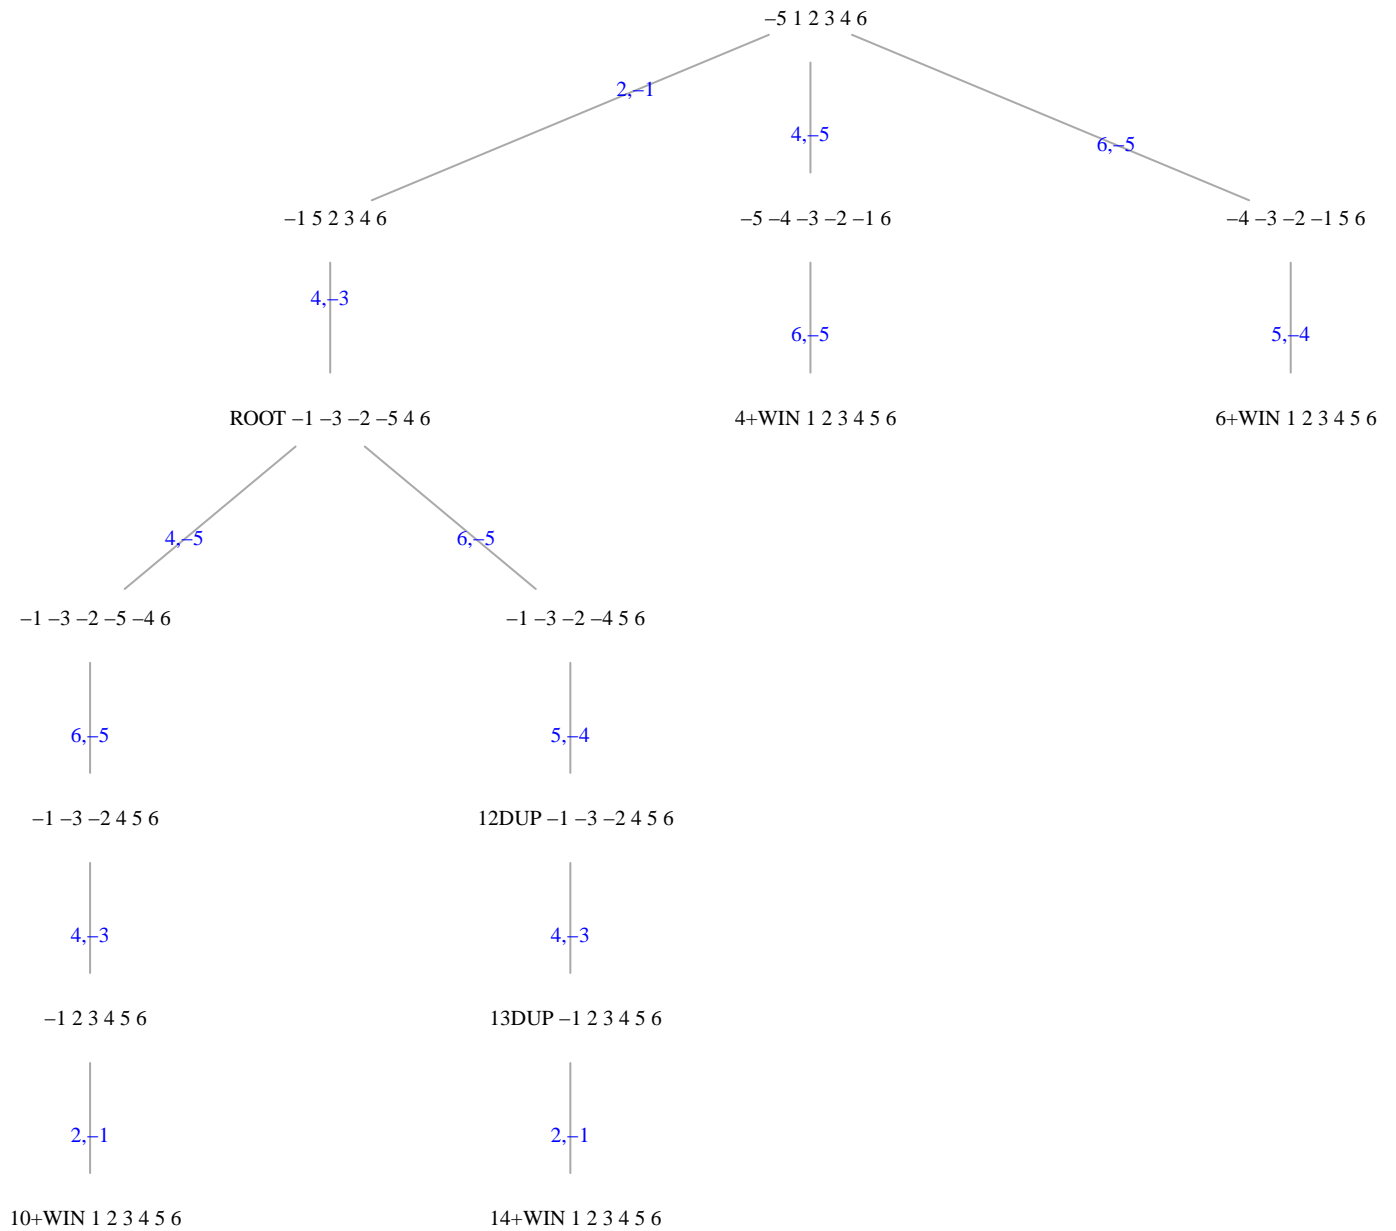 –5 1 2 3 4 6
2,–1
4,–5
6,–5
–1 5 2 3 4 6
–5 –4 –3 –2 –1 6
–4 –3 –2 –1 5 6
4,–3
6,–5
5,–4
ROOT –1 –3 –2 –5 4 6
4+WIN 1 2 3 4 5 6
6+WIN 1 2 3 4 5 6
4,–5
6,–5
–1 –3 –2 –5 –4 6
–1 –3 –2 –4 5 6
6,–5
5,–4
–1 –3 –2 4 5 6
12DUP –1 –3 –2 4 5 6
4,–3
4,–3
–1 2 3 4 5 6
13DUP –1 2 3 4 5 6
2,–1
2,–1
10+WIN 1 2 3 4 5 6
14+WIN 1 2 3 4 5 6